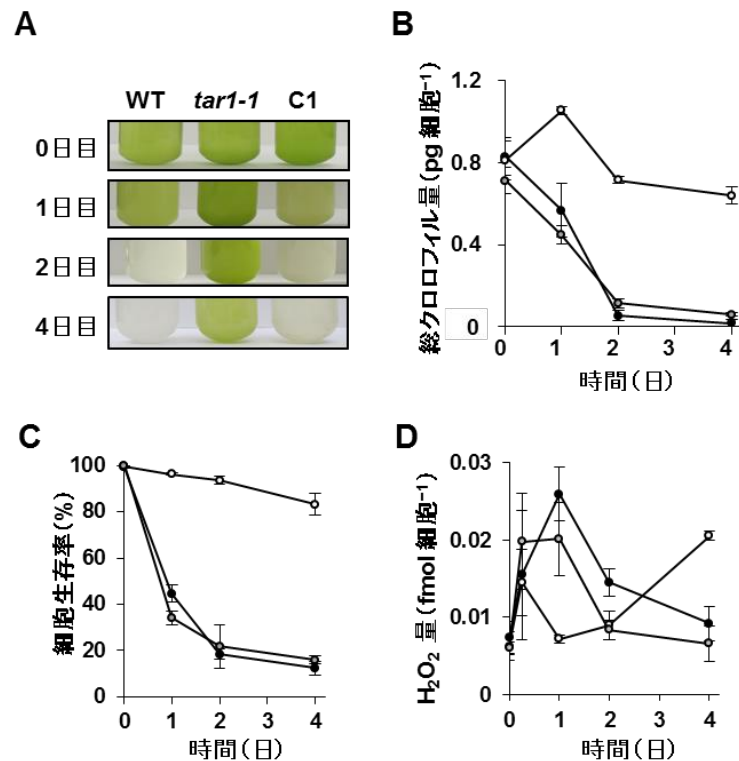 A
WT tar1-1 C1
0日目
1日目
2日目
4日目
B
総クロロフィル量(pg 細胞⁻¹)
1.2
0.8
0.4
0
0 1 2 3 4
時間(日)
C
細胞生存率(%)
100
80
60
40
20
0
0 1 2 3 4
時間(日)
D
H₂O₂ 量(fmol 細胞⁻¹)
0.03
0.02
0.01
0
0 1 2 3 4
時間(日)